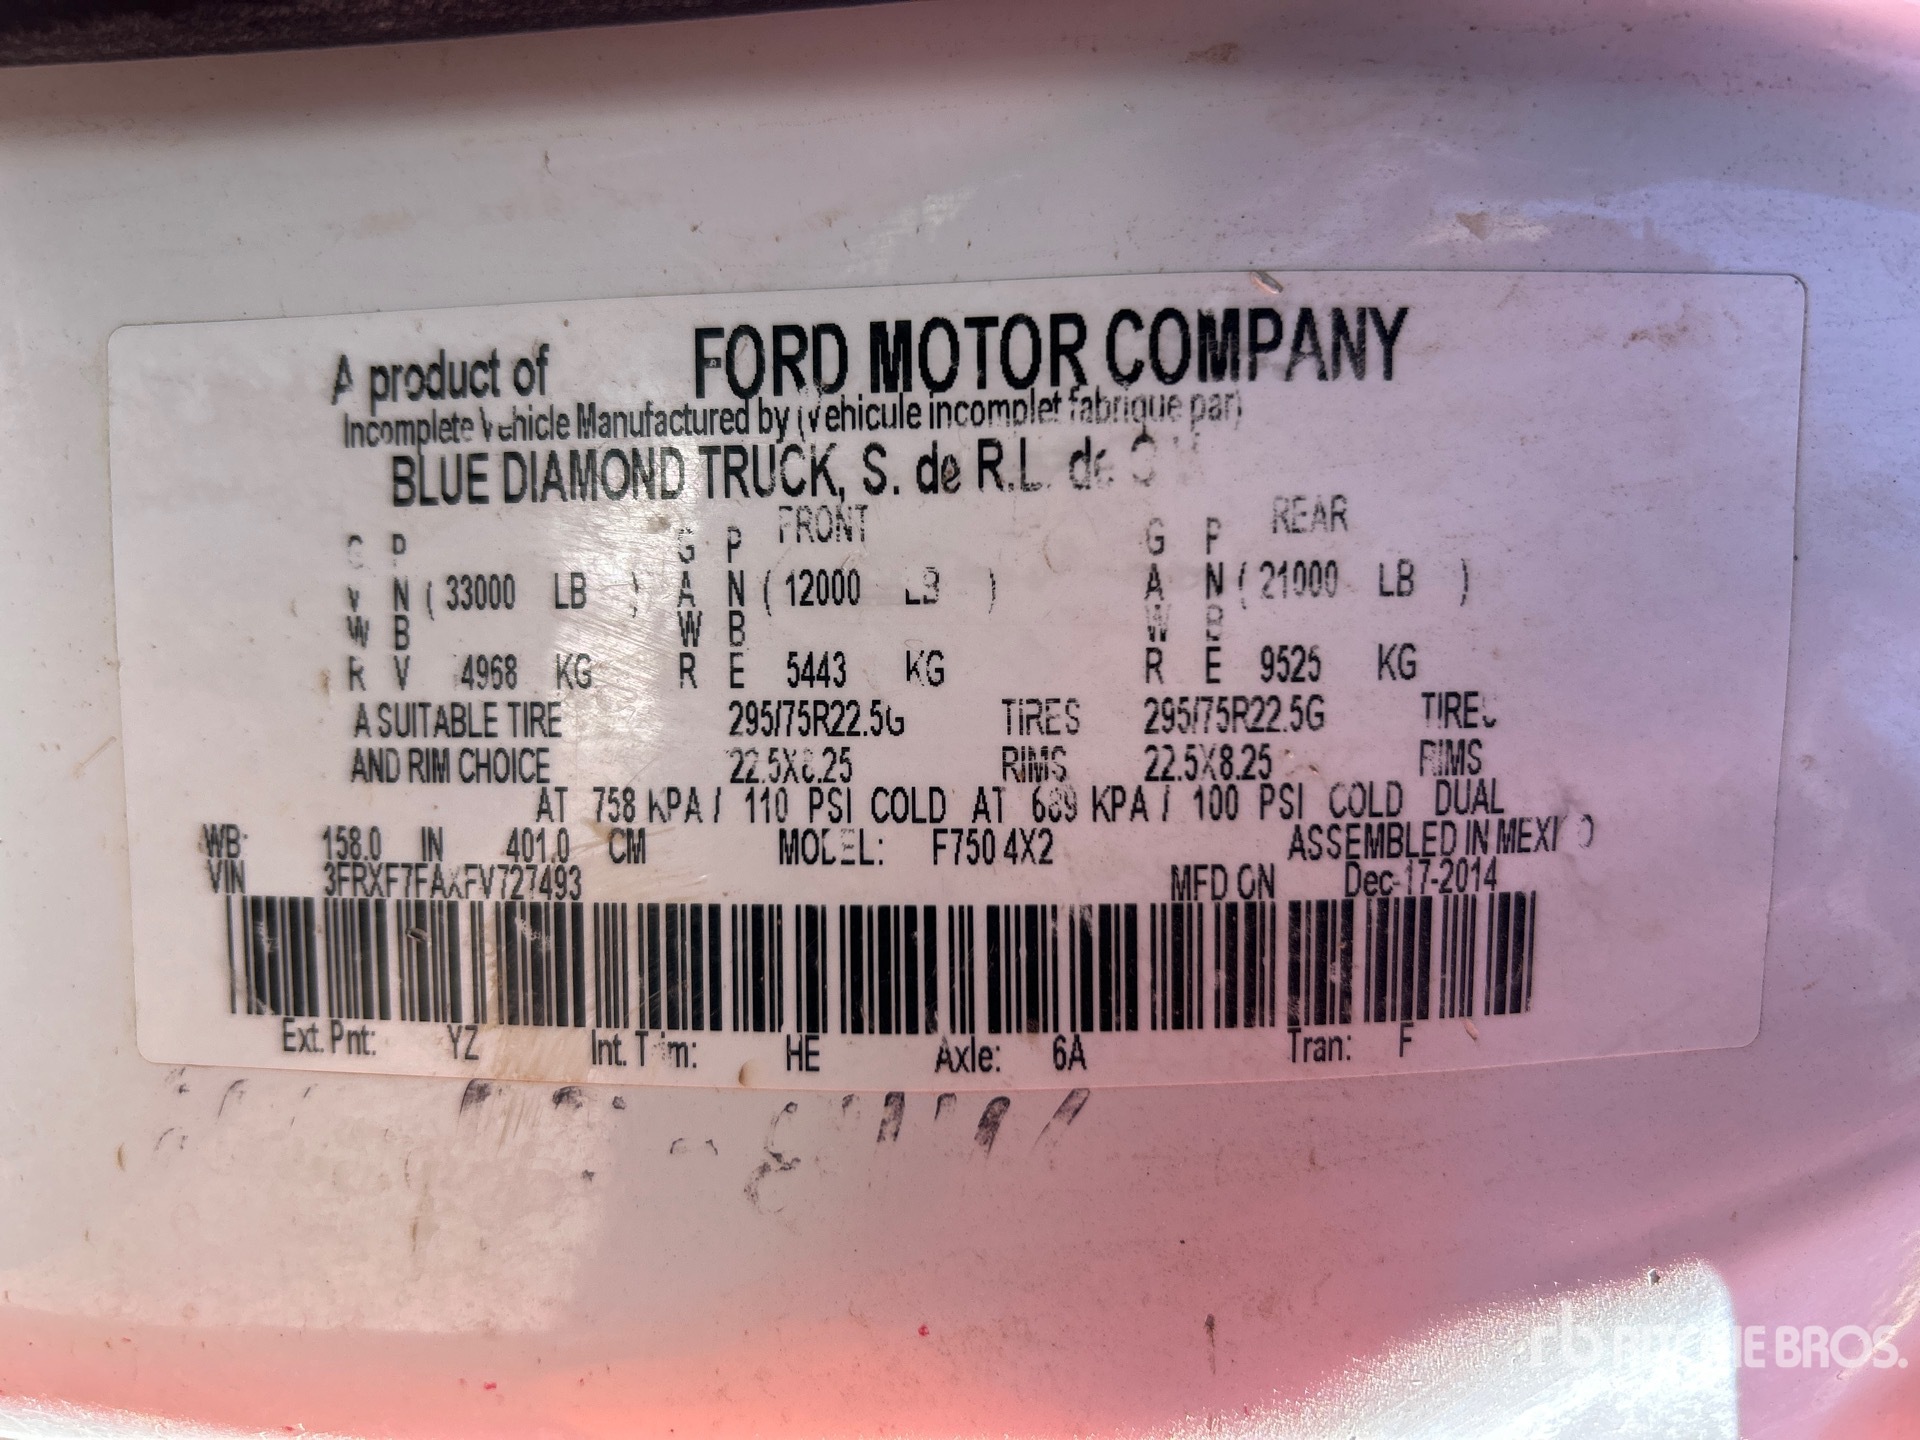 A product of FORD MOTOR COMPANY
Incomplete Vehicle Manufactured by (Vehicule incomplet fabrique par)
BLUE DIAMOND TRUCK, S. de R.L. de
FRONT REAR
G P G P G P
V N ( 33000 LB ) A N ( 12000 LB ) A N ( 21000 LB )
W B W B W B
R V 4968 KG R E 5443 KG R E 9525 KG
A SUITABLE TIRE 295/75R22.5G TIRES 295/75R22.5G TIRES
AND RIM CHOICE 22.5X8.25 RIMS 22.5X8.25 RIMS
AT 758 KPA / 110 PSI COLD AT 689 KPA / 100 PSI COLD DUAL
WB: 158.0 IN 401.0 CM MODEL: F750 4X2 ASSEMBLED IN MEXICO
VIN 3FRXF7FAXFV727493 MFD ON Dec-17-2014
Ext. Pnt: YZ Int. Trim: HE Axle: 6A Tran: F
rb RITCHIE BROS.